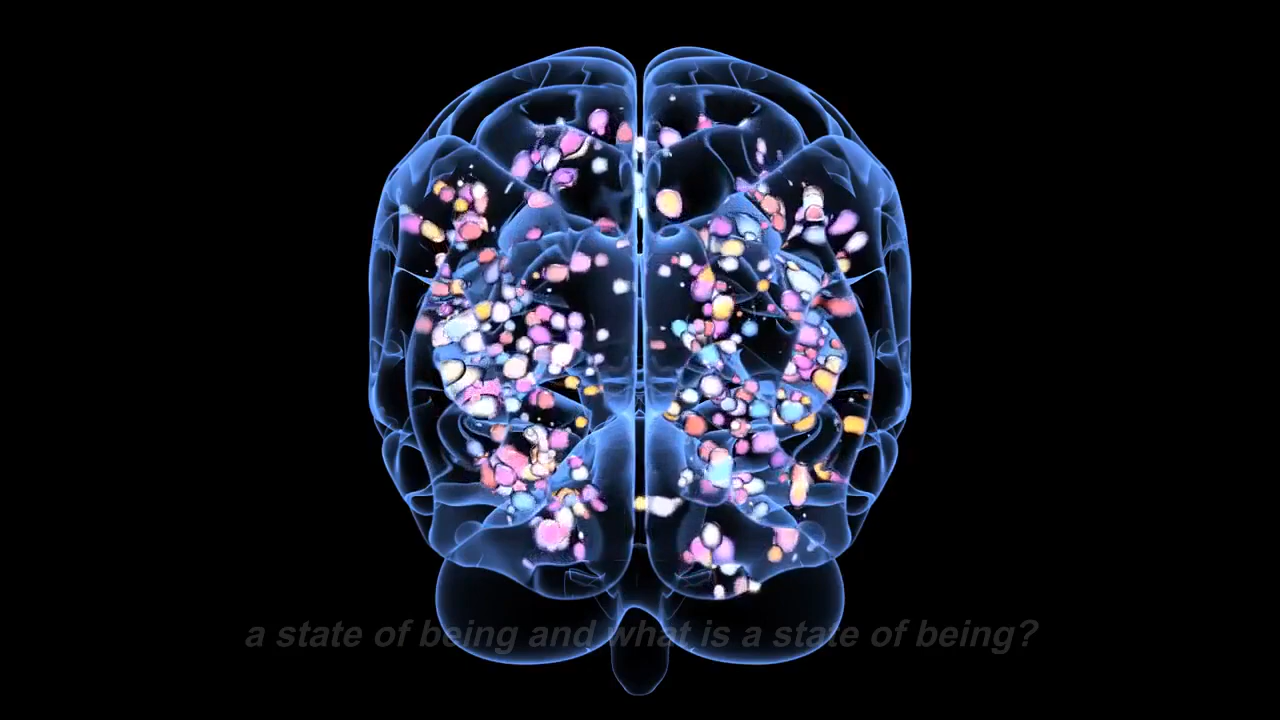 a state of being and what is a state of being?